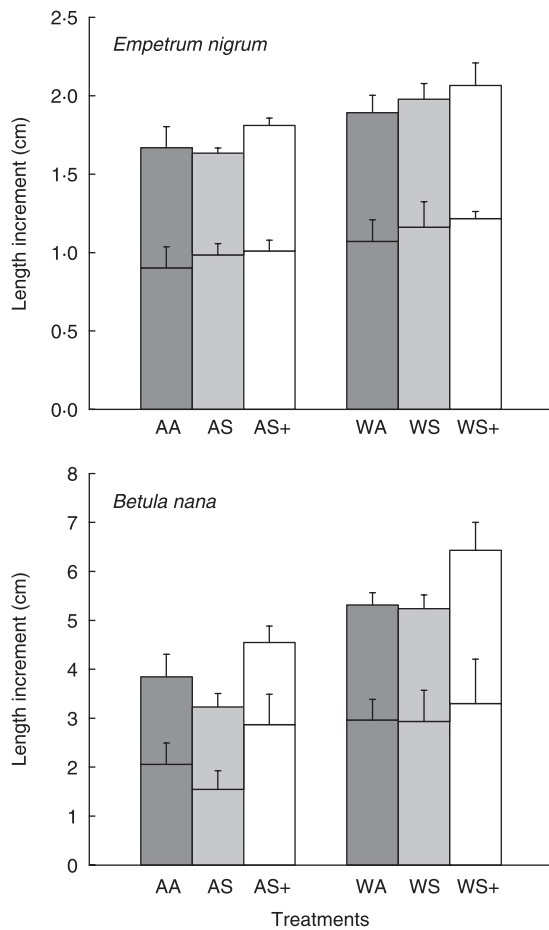 2·5
Empetrum nigrum
2·0
1·5
1·0
0·5
0·0
Length increment (cm)
AA AS AS+ WA WS WS+
8
Betula nana
7
6
5
4
3
2
1
0
Length increment (cm)
AA AS AS+ WA WS WS+
Treatments